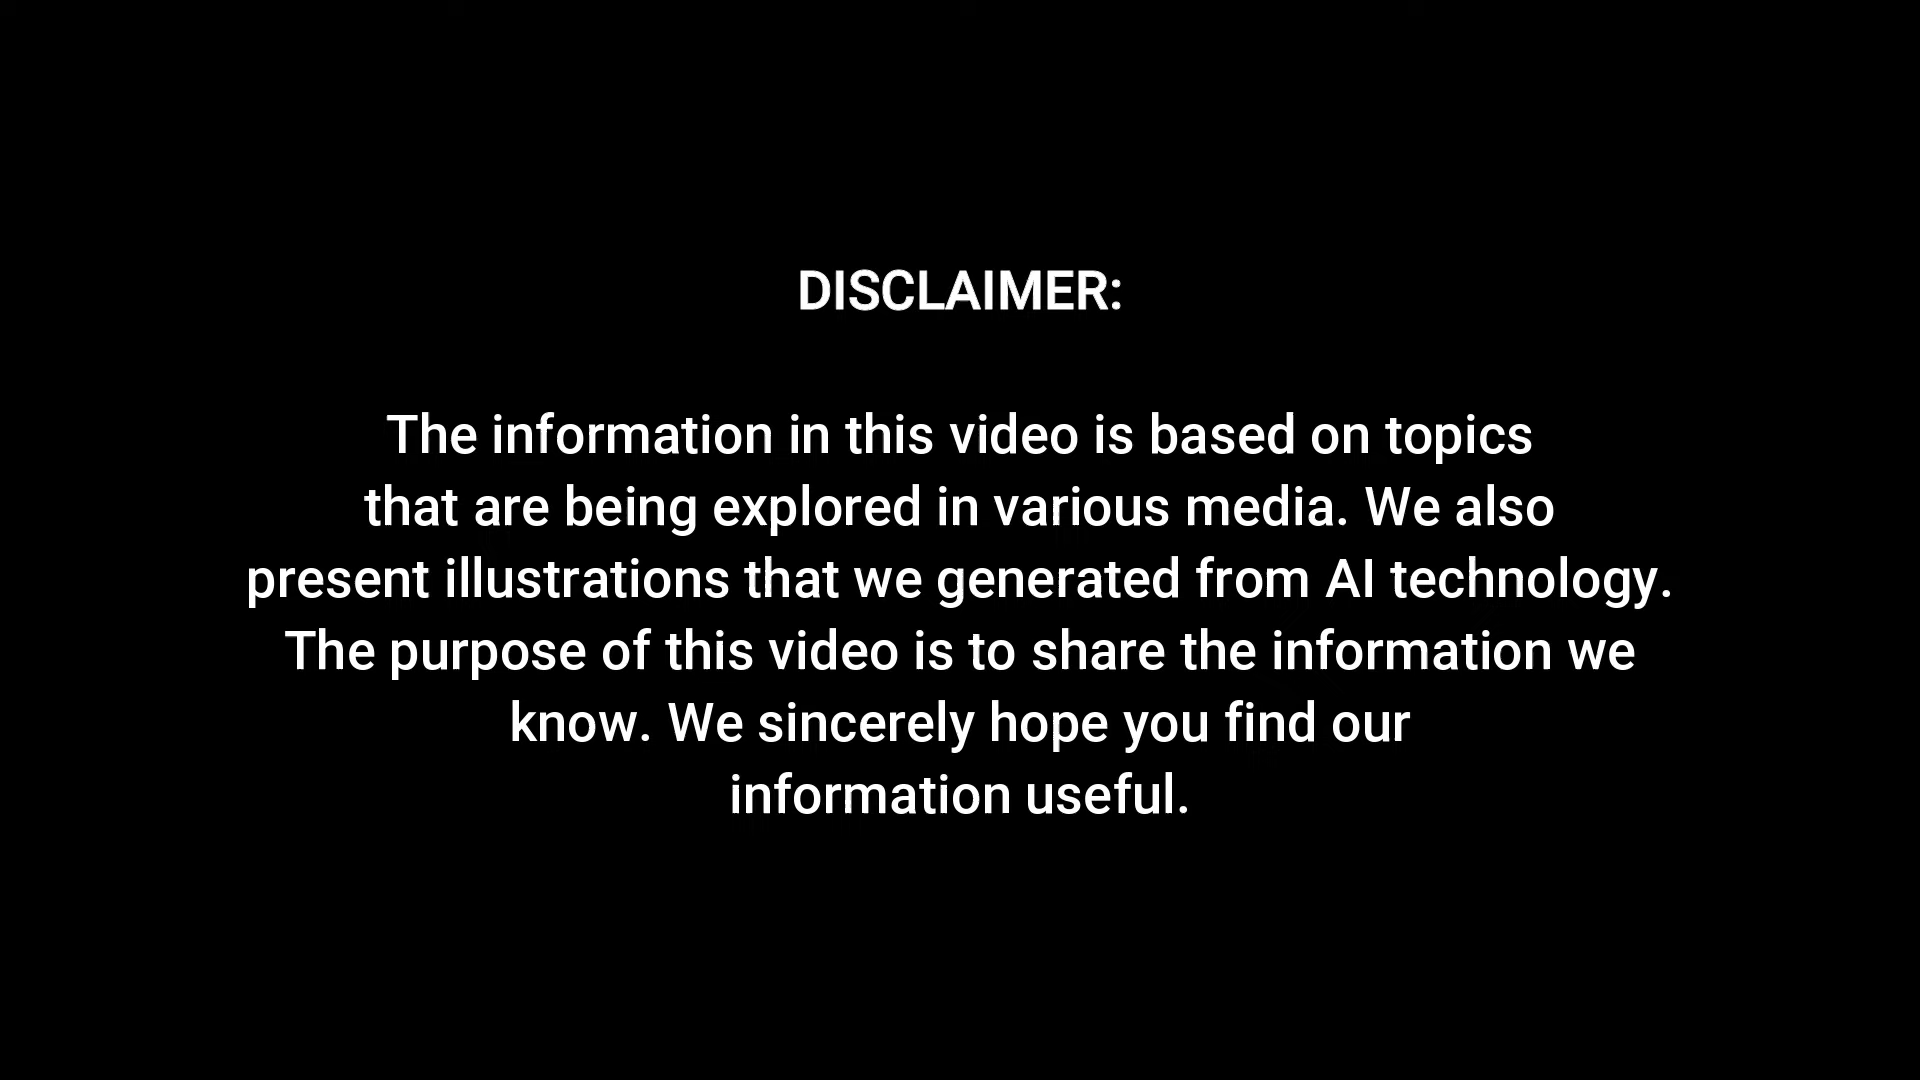 DISCLAIMER:
The information in this video is based on topics
that are being explored in various media. We also
present illustrations that we generated from AI technology.
The purpose of this video is to share the information we
know. We sincerely hope you find our
information useful.